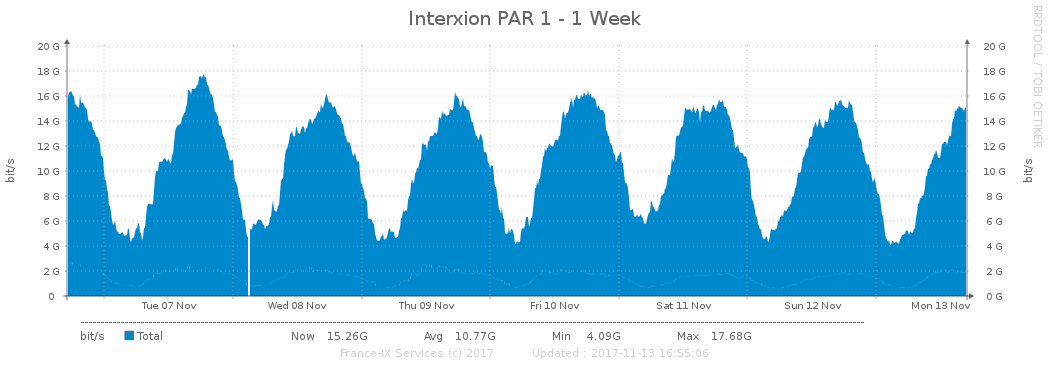 Interxion PAR 1 - 1 Week
RRDTOOL / TOBI OETIKER
20 G 20 G
18 G 18 G
16 G 16 G
14 G 14 G
12 G 12 G
10 G 10 G
8 G 8 G
6 G 6 G
4 G 4 G
2 G 2 G
0 0 G
bit/s bit/s
Tue 07 Nov Wed 08 Nov Thu 09 Nov Fri 10 Nov Sat 11 Nov Sun 12 Nov Mon 13 Nov
bit/s Total Now 15.26G Avg 10.77G Min 4.09G Max 17.68G
France-IX Services (c) 2017 Updated : 2017-11-13 16:55:06